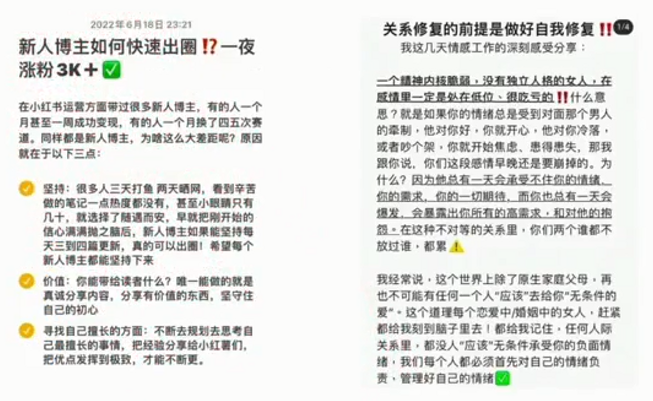 2022年6月18日 23:21
新人博主如何快速出圈⁉️一夜
涨粉3K＋✅
在小红书运营方面带过很多新人博主，有的人一个
月甚至一周成功变现，有的人一个月换了四五次赛
道。同样都是新人博主，为啥这么大差距呢？原因
就在于以下三点：
坚持：很多人三天打鱼 两天晒网，看到辛苦
做的笔记一点热度都没有，甚至小眼睛只有
几十，就选择了随遇而安，早就把刚开始的
信心满满抛之脑后，新人博主如果能坚持每
天三到四篇更新，真的可以出圈！希望每个
新人博主都能坚持下来
价值：你能带给读者什么？唯一能做的就是
真诚分享内容，分享有价值的东西，坚守住
自己的初心
寻找自己擅长的方面：不断去规划去思考自
己最擅长的事情，把经验分享给小红薯们，
把优点发挥到极致，才能不断更。
关系修复的前提是做好自我修复‼️
1/4
我这几天情感工作的深刻感受分享：
一个精神内核脆弱，没有独立人格的女人，在
感情里一定是处在低位、很吃亏的‼️什么意
思？就是如果你的情绪总是受到对面那个男人
的牵制，他对你好，你就开心，他对你冷落，
或者吵个架，你就开始焦虑、患得患失，那我
跟你说，你们这段感情早晚还是要崩掉的。为
什么？因为他总有一天会承受不住你的情绪、
你的需求，你的一切期待，而你也总有一天会
爆发，会暴露出你所有的高需求，和对他的抱
怨。在这种不对等的关系里，你们两个谁都不
放过谁，都累⚠️
我经常说，这个世界上除了原生家庭父母，再
也不可能有任何一个人“应该”去给你“无条件的
爱”。这个道理每个恋爱中/婚姻中的女人，赶紧
都给我刻到脑子里去！都给我记住，任何人际
关系里，都没人“应该”无条件承受你的负面情
绪，我们每个人都必须首先对自己的情绪负
责、管理好自己的情绪✅